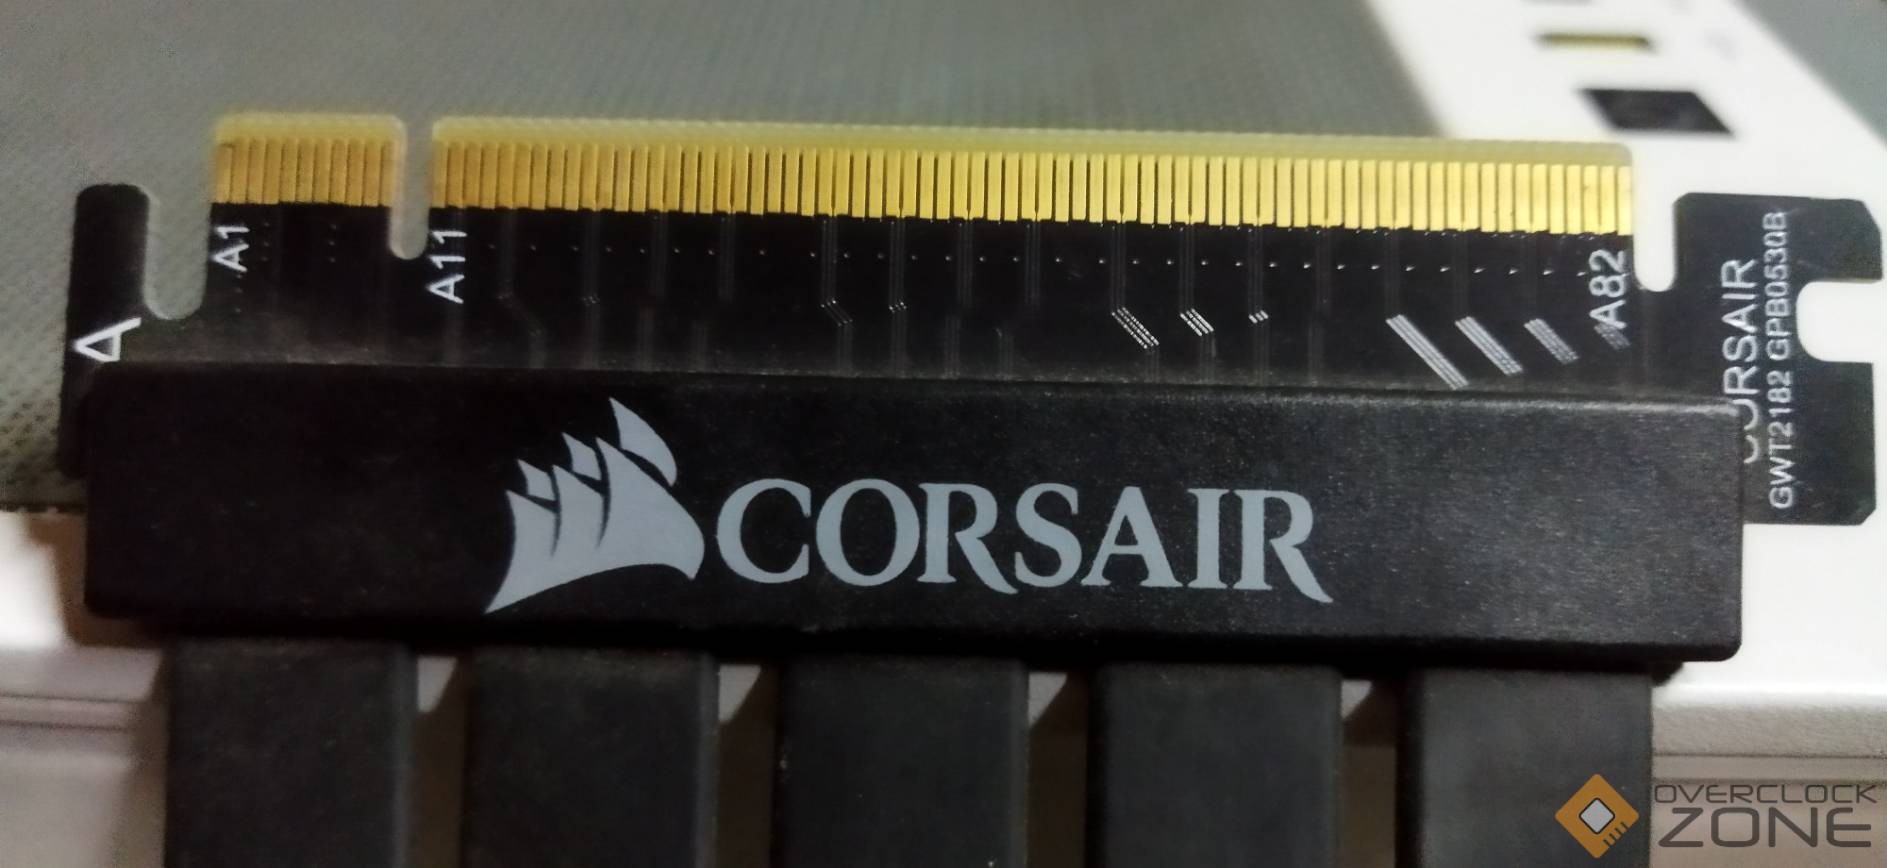 A
A1
A11
A82
CORSAIR
GWT2182 GPB0530B
CORSAIR
OVERCLOCK
ZONE